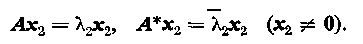 Ax₂ = λ₂x₂, A*x₂ = λ̄₂x₂ (x₂ ≠ 0).